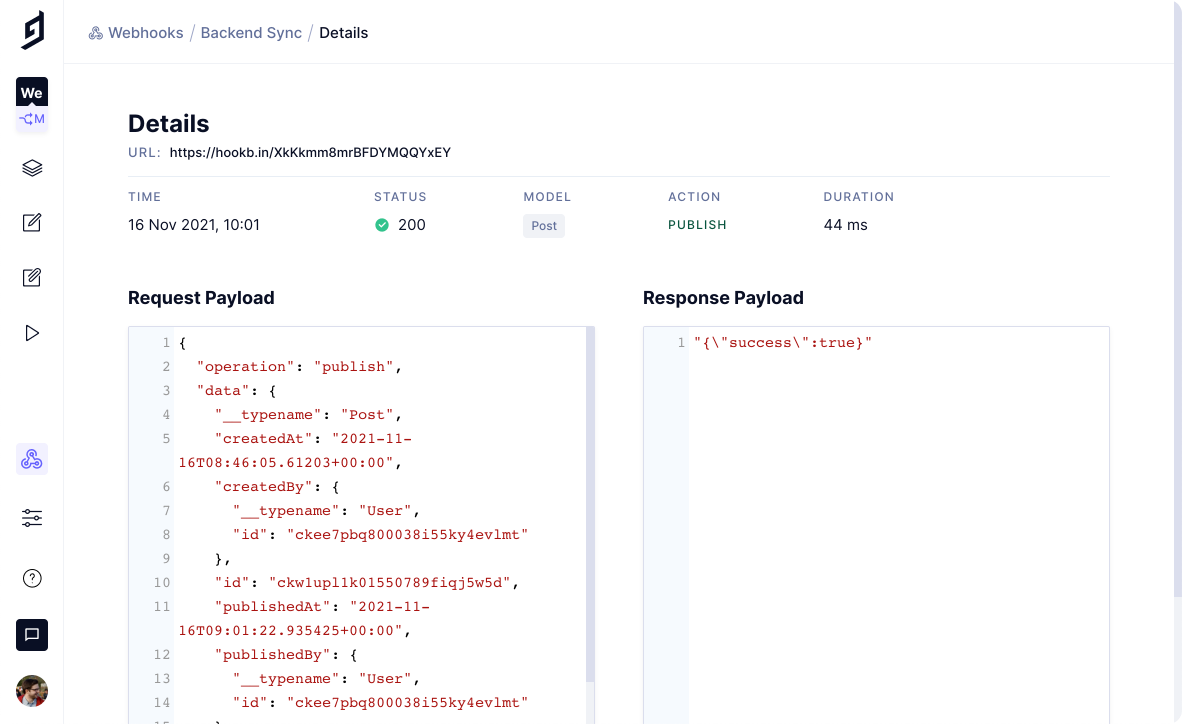 Webhooks / Backend Sync / Details
We
M
Details
URL: https://hookb.in/XkKkmm8mrBFDYMQQYxEY
TIME STATUS MODEL ACTION DURATION
16 Nov 2021, 10:01 200 Post PUBLISH 44 ms
Request Payload
1 {
2 "operation": "publish",
3 "data": {
4 "__typename": "Post",
5 "createdAt": "2021-11-
16T08:46:05.61203+00:00",
6 "createdBy": {
7 "__typename": "User",
8 "id": "ckee7pbq800038i55ky4evlmt"
9 },
10 "id": "ckw1upl1k01550789fiqj5w5d",
11 "publishedAt": "2021-11-
16T09:01:22.935425+00:00",
12 "publishedBy": {
13 "__typename": "User",
14 "id": "ckee7pbq800038i55ky4evlmt"
Response Payload
1 "{\"success\":true}"